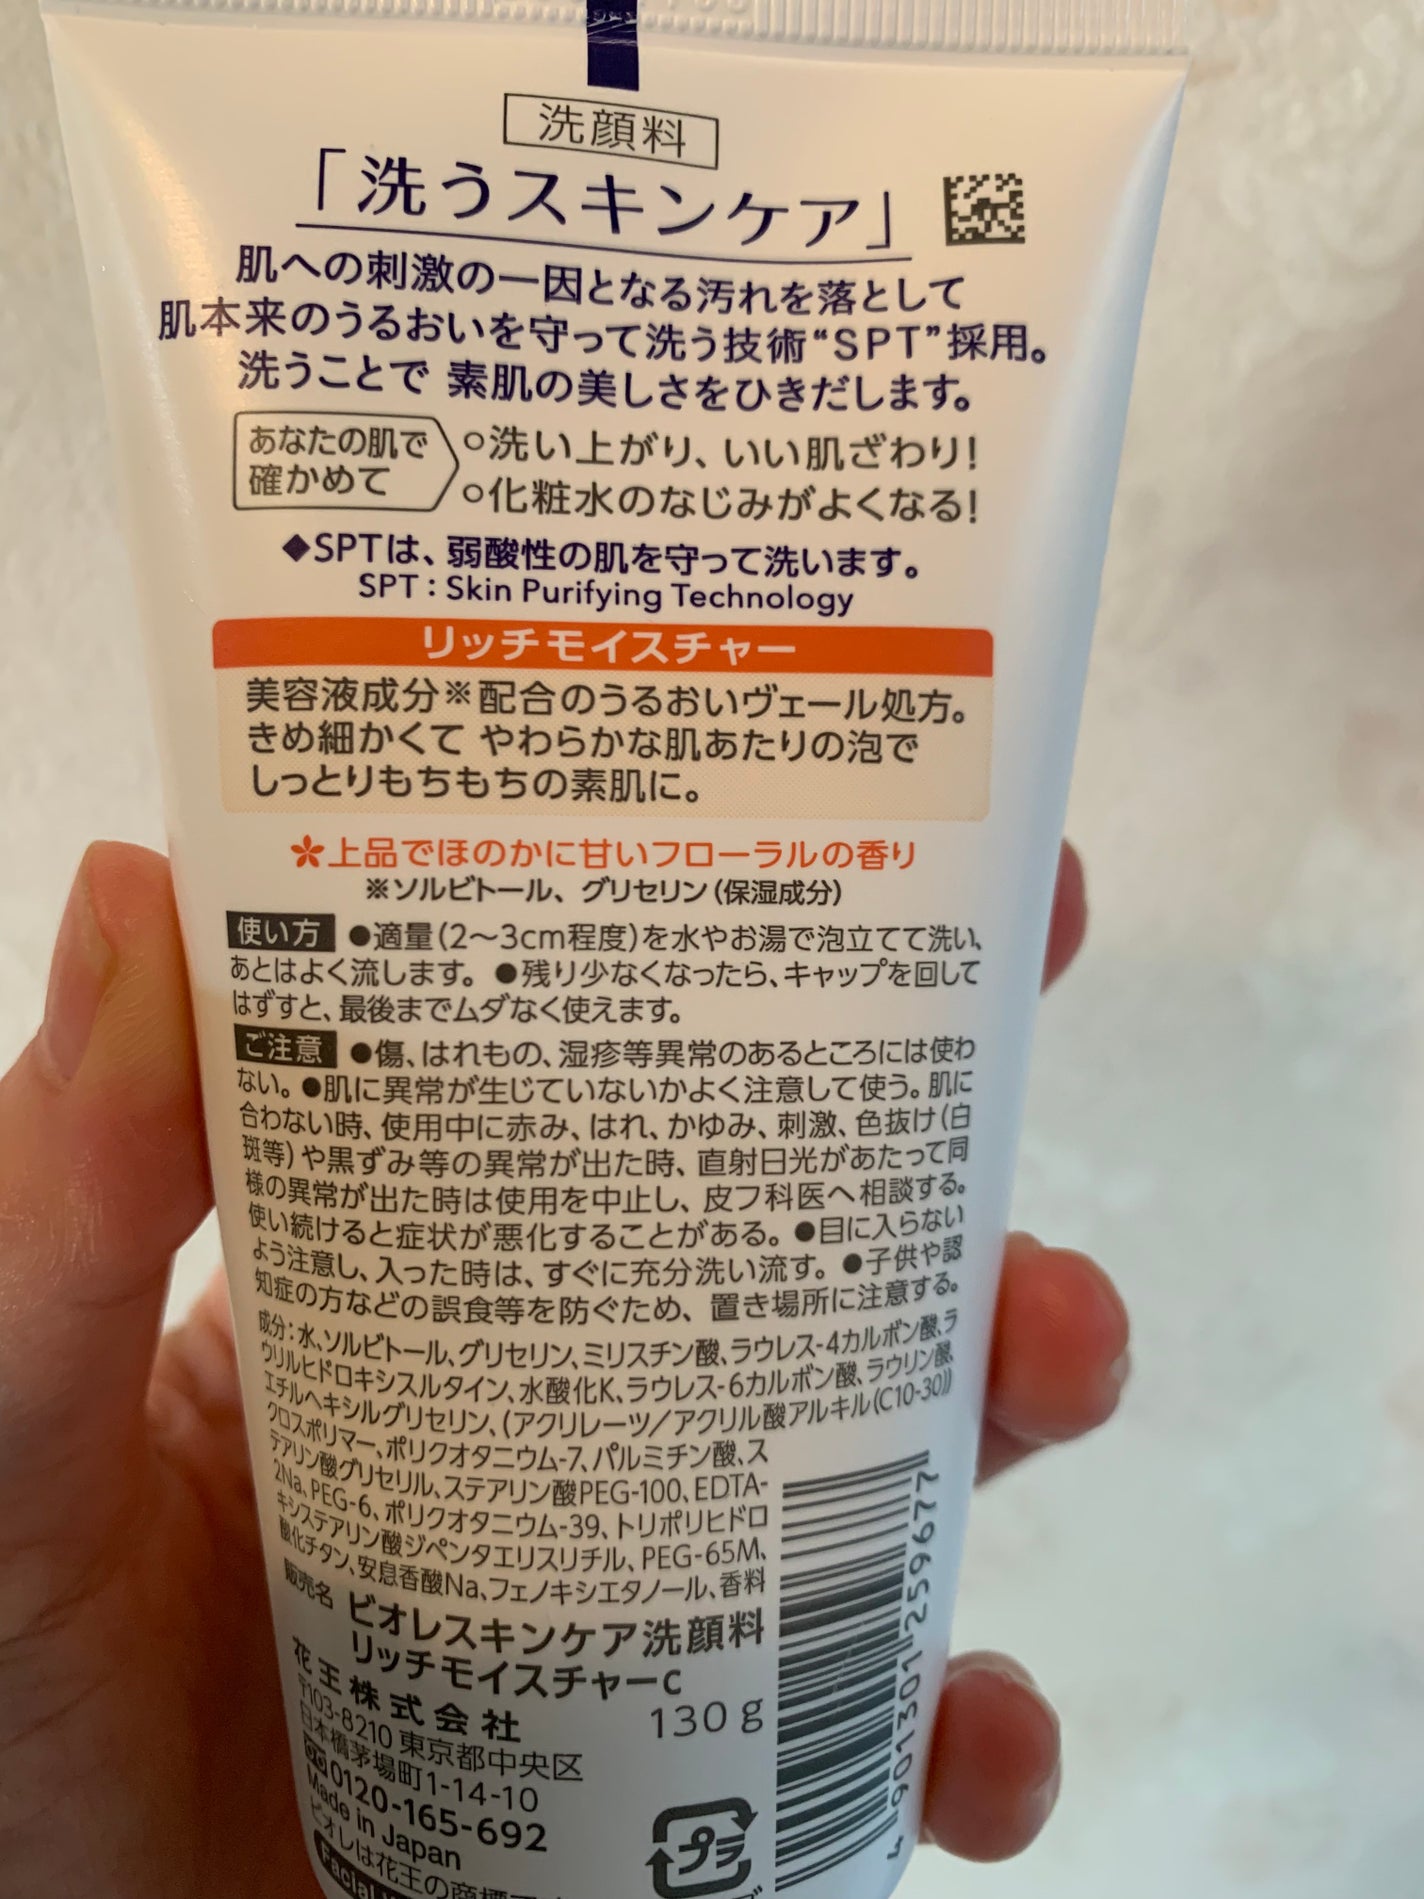 洗顔料
「洗うスキンケア」
肌への刺激の一因となる汚れを落として
肌本来のうるおいを守って洗う技術“SPT”採用。
洗うことで 素肌の美しさをひきだします。
あなたの肌で
確かめて
○洗い上がり、いい肌ざわり!
○化粧水のなじみがよくなる!
◆SPTは、弱酸性の肌を守って洗います。
SPT：Skin Purifying Technology
リッチモイスチャー
美容液成分※配合のうるおいヴェール処方。
きめ細かくて やわらかな肌あたりの泡で
しっとりもちもちの素肌に。
上品でほのかに甘いフローラルの香り
※ソルビトール、グリセリン（保湿成分）
使い方 ●適量（2〜3cm程度）を水やお湯で泡立てて洗い、
あとはよく流します。 ●残り少なくなったら、キャップを回して
はずすと、最後までムダなく使えます。
ご注意 ●傷、はれもの、湿疹等異常のあるところには使わ
ない。●肌に異常が生じていないかよく注意して使う。肌に
合わない時、使用中に赤み、はれ、かゆみ、刺激、色抜け（白
斑等）や黒ずみ等の異常が出た時、直射日光があたって同
様の異常が出た時は使用を中止し、皮フ科医へ相談する。
使い続けると症状が悪化することがある。●目に入らない
よう注意し、入った時は、すぐに充分洗い流す。●子供や認
知症の方などの誤食等を防ぐため、置き場所に注意する。
成分：水、ソルビトール、グリセリン、ミリスチン酸、ラウレス-4カルボン酸、ラ
ウリルヒドロキシスルタイン、水酸化K、ラウレス-6カルボン酸、ラウリン酸、
エチルヘキシルグリセリン、（アクリレーツ／アクリル酸アルキル（C10-30））
クロスポリマー、ポリクオタニウム-7、パルミチン酸、ス
テアリン酸グリセリル、ステアリン酸PEG-100、EDTA-
2Na、PEG-6、ポリクオタニウム-39、トリポリヒドロ
キシステアリン酸ジペンタエリスリチル、PEG-65M、
酸化チタン、安息香酸Na、フェノキシエタノール、香料
販売名 ビオレスキンケア洗顔料
リッチモイスチャーc
花王株式会社 130 g
〒103-8210 東京都中央区
日本橋茅場町1-14-10
0120-165-692
Made in Japan
ビオレは花王の商標
Facial
プラ
4 901301 259677